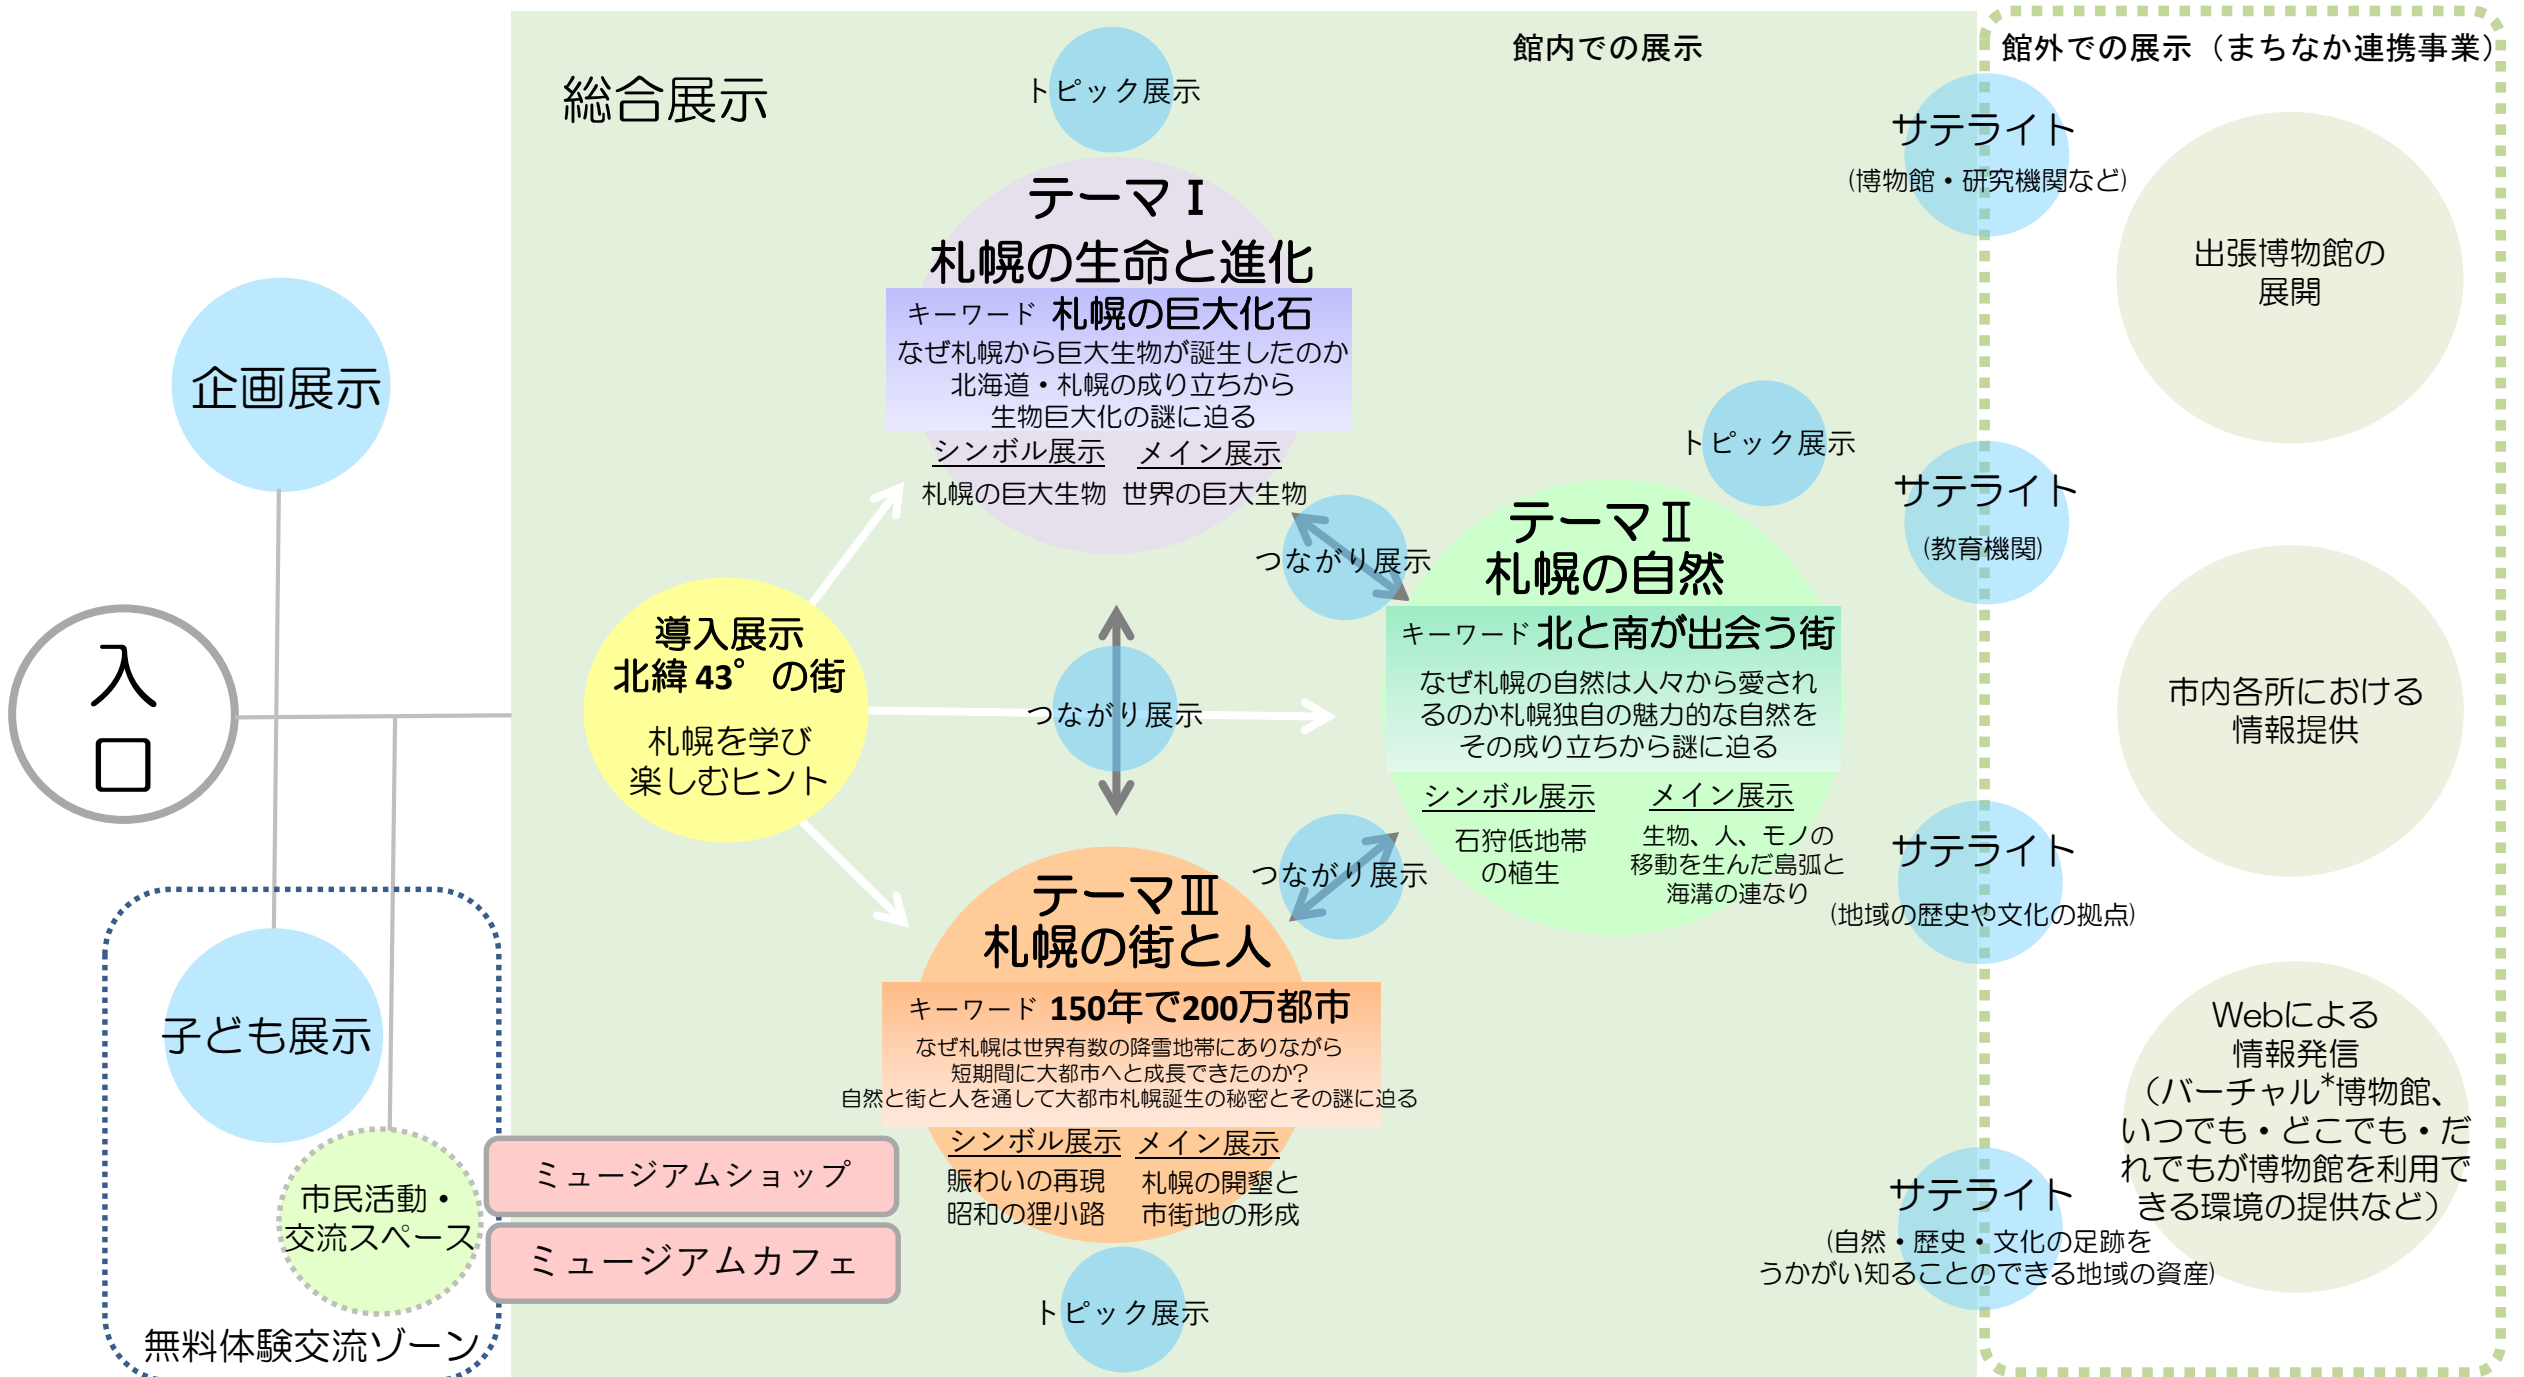 館内での展示
館外での展示（まちなか連携事業）
総合展示
トピック展示
テーマⅠ
札幌の生命と進化
キーワード 札幌の巨大化石
なぜ札幌から巨大生物が誕生したのか
北海道・札幌の成り立ちから
生物巨大化の謎に迫る
シンボル展示 メイン展示
札幌の巨大生物 世界の巨大生物
企画展示
入
口
導入展示
北緯43°の街
札幌を学び
楽しむヒント
つながり展示
つながり展示
つながり展示
トピック展示
テーマⅡ
札幌の自然
キーワード 北と南が出会う街
なぜ札幌の自然は人々から愛され
るのか札幌独自の魅力的な自然を
その成り立ちから謎に迫る
シンボル展示 メイン展示
石狩低地帯
の植生
生物、人、モノの
移動を生んだ島弧と
海溝の連なり
テーマⅢ
札幌の街と人
キーワード 150年で200万都市
なぜ札幌は世界有数の降雪地帯にありながら
短期間に大都市へと成長できたのか?
自然と街と人を通して大都市札幌誕生の秘密とその謎に迫る
シンボル展示 メイン展示
賑わいの再現
昭和の狸小路
札幌の開墾と
市街地の形成
トピック展示
子ども展示
市民活動・
交流スペース
無料体験交流ゾーン
ミュージアムショップ
ミュージアムカフェ
サテライト
(博物館・研究機関など)
サテライト
(教育機関)
サテライト
(地域の歴史や文化の拠点)
サテライト
(自然・歴史・文化の足跡を
うかがい知ることのできる地域の資産)
出張博物館の
展開
市内各所における
情報提供
Webによる
情報発信
（バーチャル*博物館、
いつでも・どこでも・だ
れでもが博物館を利用で
きる環境の提供など）